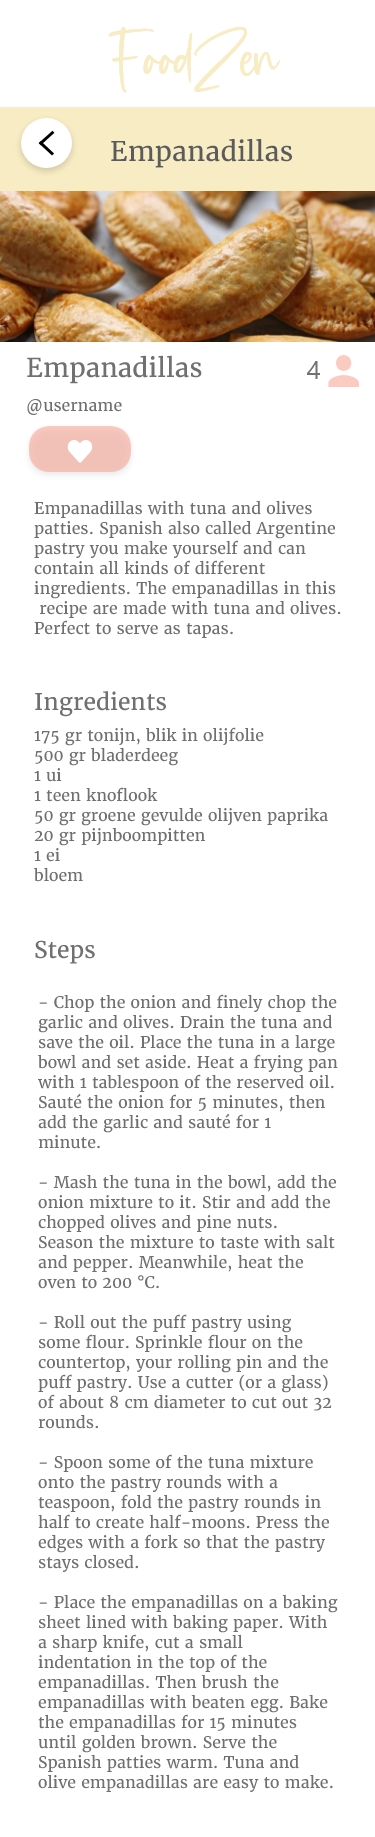 FoodZen
Empanadillas
Empanadillas
4
@username
Empanadillas with tuna and olives
patties. Spanish also called Argentine
pastry you make yourself and can
contain all kinds of different
ingredients. The empanadillas in this
recipe are made with tuna and olives.
Perfect to serve as tapas.
Ingredients
175 gr tonijn, blik in olijfolie
500 gr bladerdeeg
1 ui
1 teen knoflook
50 gr groene gevulde olijven paprika
20 gr pijnboompitten
1 ei
bloem
Steps
- Chop the onion and finely chop the
garlic and olives. Drain the tuna and
save the oil. Place the tuna in a large
bowl and set aside. Heat a frying pan
with 1 tablespoon of the reserved oil.
Sauté the onion for 5 minutes, then
add the garlic and sauté for 1
minute.
- Mash the tuna in the bowl, add the
onion mixture to it. Stir and add the
chopped olives and pine nuts.
Season the mixture to taste with salt
and pepper. Meanwhile, heat the
oven to 200 °C.
- Roll out the puff pastry using
some flour. Sprinkle flour on the
countertop, your rolling pin and the
puff pastry. Use a cutter (or a glass)
of about 8 cm diameter to cut out 32
rounds.
- Spoon some of the tuna mixture
onto the pastry rounds with a
teaspoon, fold the pastry rounds in
half to create half-moons. Press the
edges with a fork so that the pastry
stays closed.
- Place the empanadillas on a baking
sheet lined with baking paper. With
a sharp knife, cut a small
indentation in the top of the
empanadillas. Then brush the
empanadillas with beaten egg. Bake
the empanadillas for 15 minutes
until golden brown. Serve the
Spanish patties warm. Tuna and
olive empanadillas are easy to make.